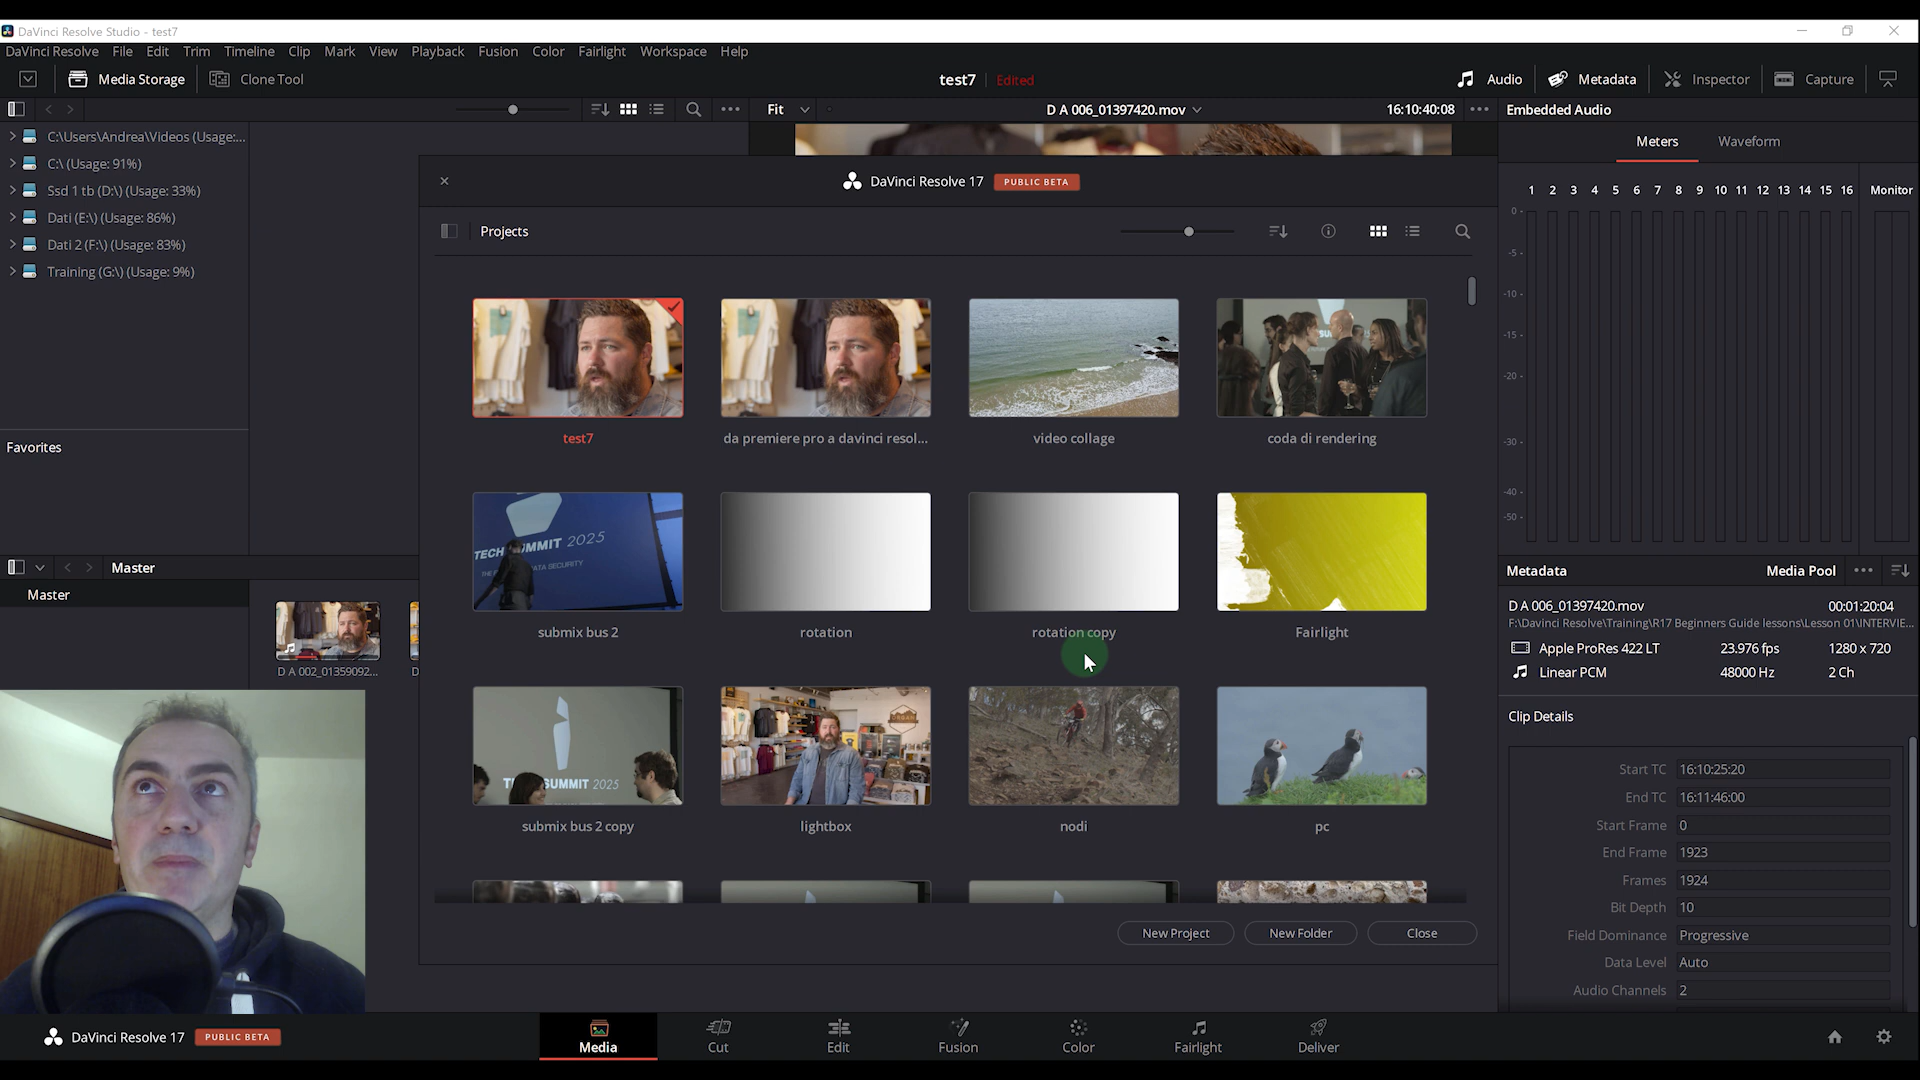 DaVinci Resolve Studio - test7
DaVinci Resolve File Edit Trim Timeline Clip Mark View Playback Fusion Color Fairlight Workspace Help
Media Storage Clone Tool test7 Edited Audio Metadata Inspector Capture
Fit D A 006_01397420.mov 16:10:40:08 Embedded Audio
C:\Users\Andrea\Videos (Usage:...
C:\ (Usage: 91%)
Ssd 1 tb (D:\) (Usage: 33%)
Dati (E:\) (Usage: 86%)
Dati 2 (F:\) (Usage: 83%)
Training (G:\) (Usage: 9%)
Favorites
Master
Master
D A 002_01359092...
DaVinci Resolve 17 PUBLIC BETA
Projects
test7
da premiere pro a davinci resol...
video collage
coda di rendering
TECH SUMMIT 2025
submix bus 2
rotation
rotation copy
Fairlight
SUMMIT 2025
submix bus 2 copy
lightbox
nodi
pc
New Project New Folder Close
Meters Waveform
1 2 3 4 5 6 7 8 9 10 11 12 13 14 15 16 Monitor
0
-5
-10
-15
-20
-30
-40
-50
Metadata Media Pool
D A 006_01397420.mov 00:01:20:04
F:\Davinci Resolve\Training\R17 Beginners Guide lessons\Lesson 01\INTERVIE...
Apple ProRes 422 LT 23.976 fps 1280 x 720
Linear PCM 48000 Hz 2 Ch
Clip Details
Start TC 16:10:25:20
End TC 16:11:46:00
Start Frame 0
End Frame 1923
Frames 1924
Bit Depth 10
Field Dominance Progressive
Data Level Auto
Audio Channels 2
DaVinci Resolve 17 PUBLIC BETA
Media Cut Edit Fusion Color Fairlight Deliver